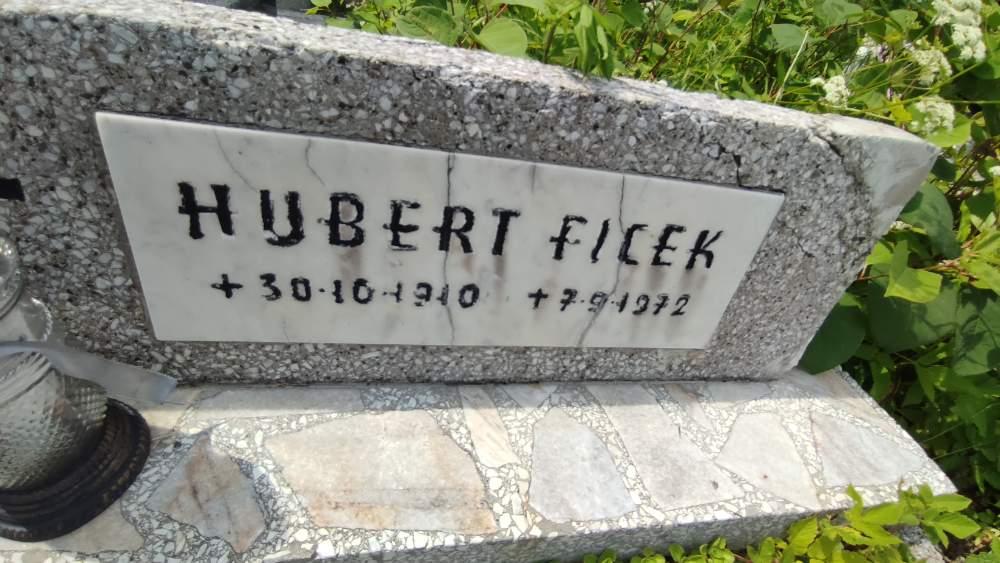 HUBERT FICEK
+ 30.10.1910 + 7.9.1972